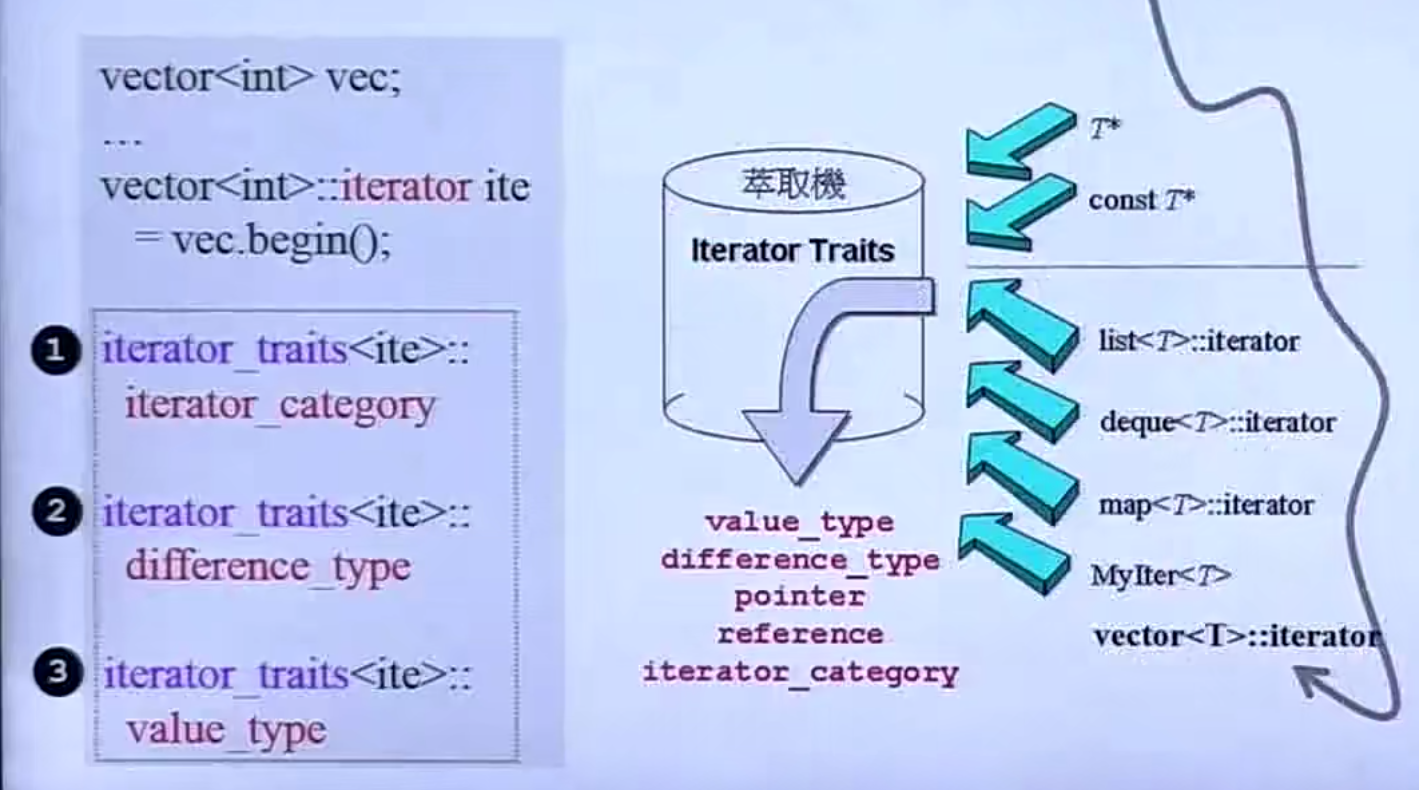 vector<int> vec;
...
vector<int>::iterator ite
= vec.begin();
1 iterator_traits<ite>::
iterator_category
2 iterator_traits<ite>::
difference_type
3 iterator_traits<ite>::
value_type
萃取機
Iterator Traits
value_type
difference_type
pointer
reference
iterator_category
T*
const T*
list<T>::iterator
deque<T>::iterator
map<T>::iterator
MyIter<T>
vector<T>::iterator